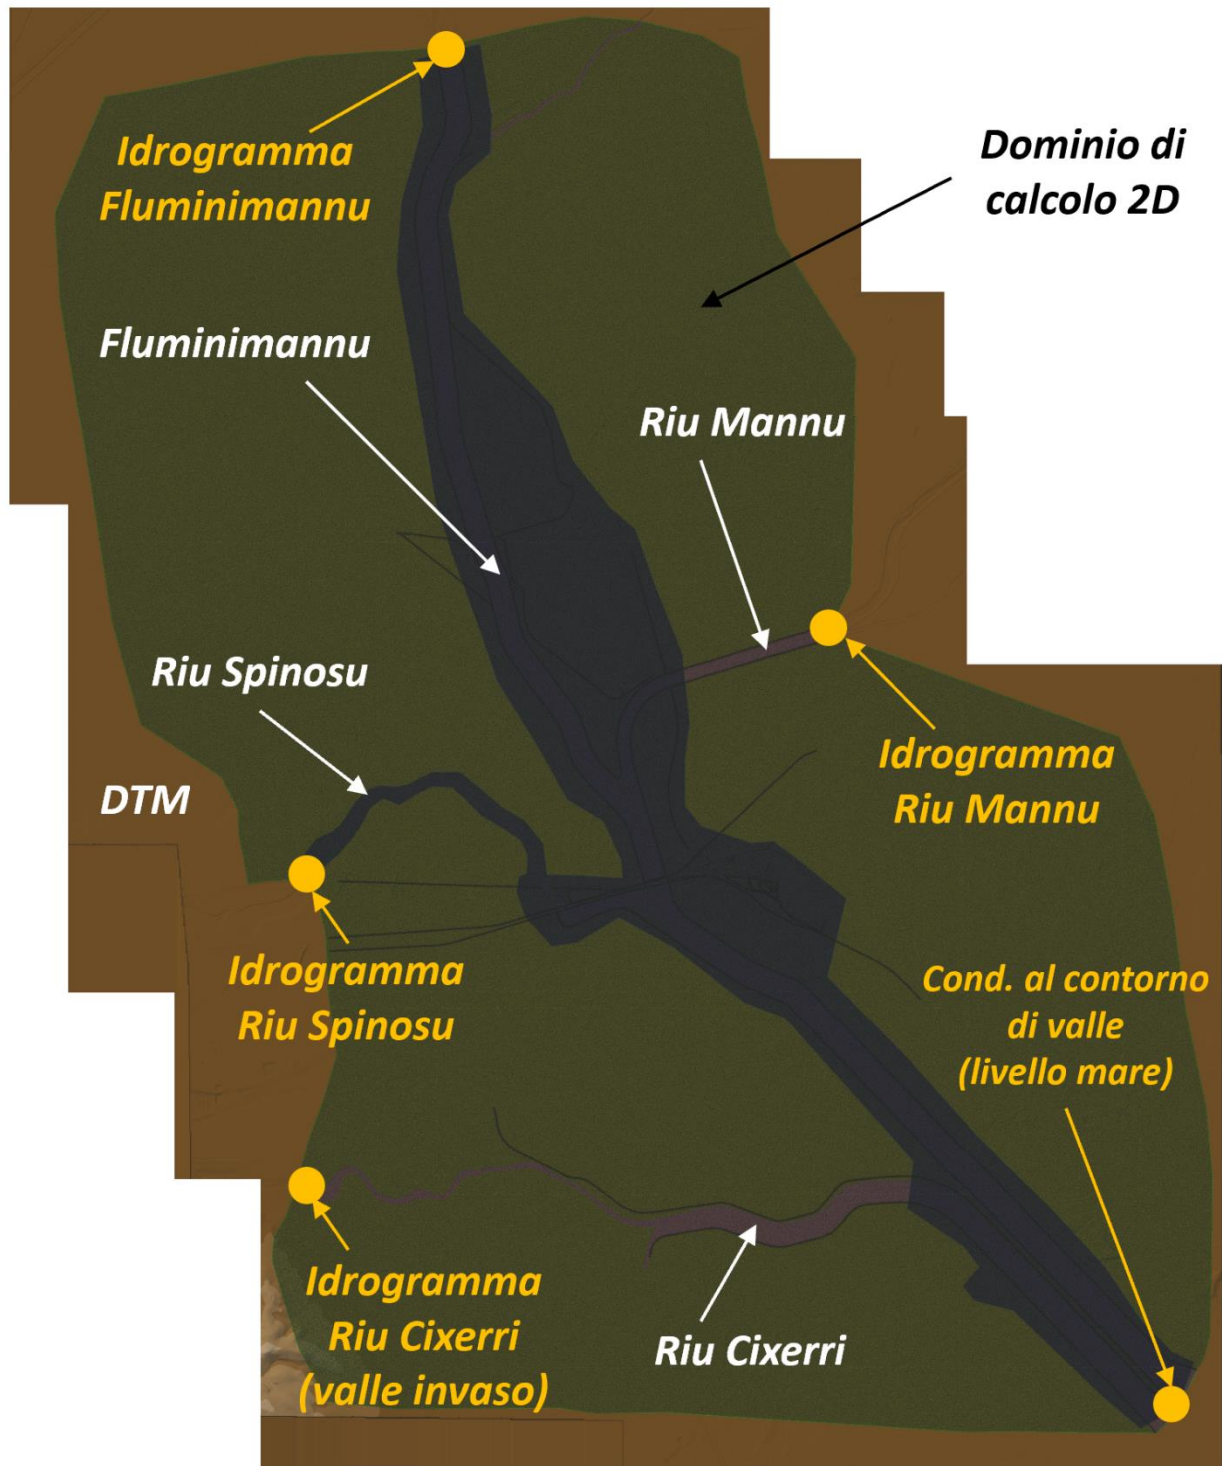 Idrogramma
Fluminimannu
Dominio di
calcolo 2D
Fluminimannu
Riu Mannu
Riu Spinosu
Idrogramma
Riu Mannu
DTM
Idrogramma
Riu Spinosu
Cond. al contorno
di valle
(livello mare)
Idrogramma
Riu Cixerri
(valle invaso)
Riu Cixerri